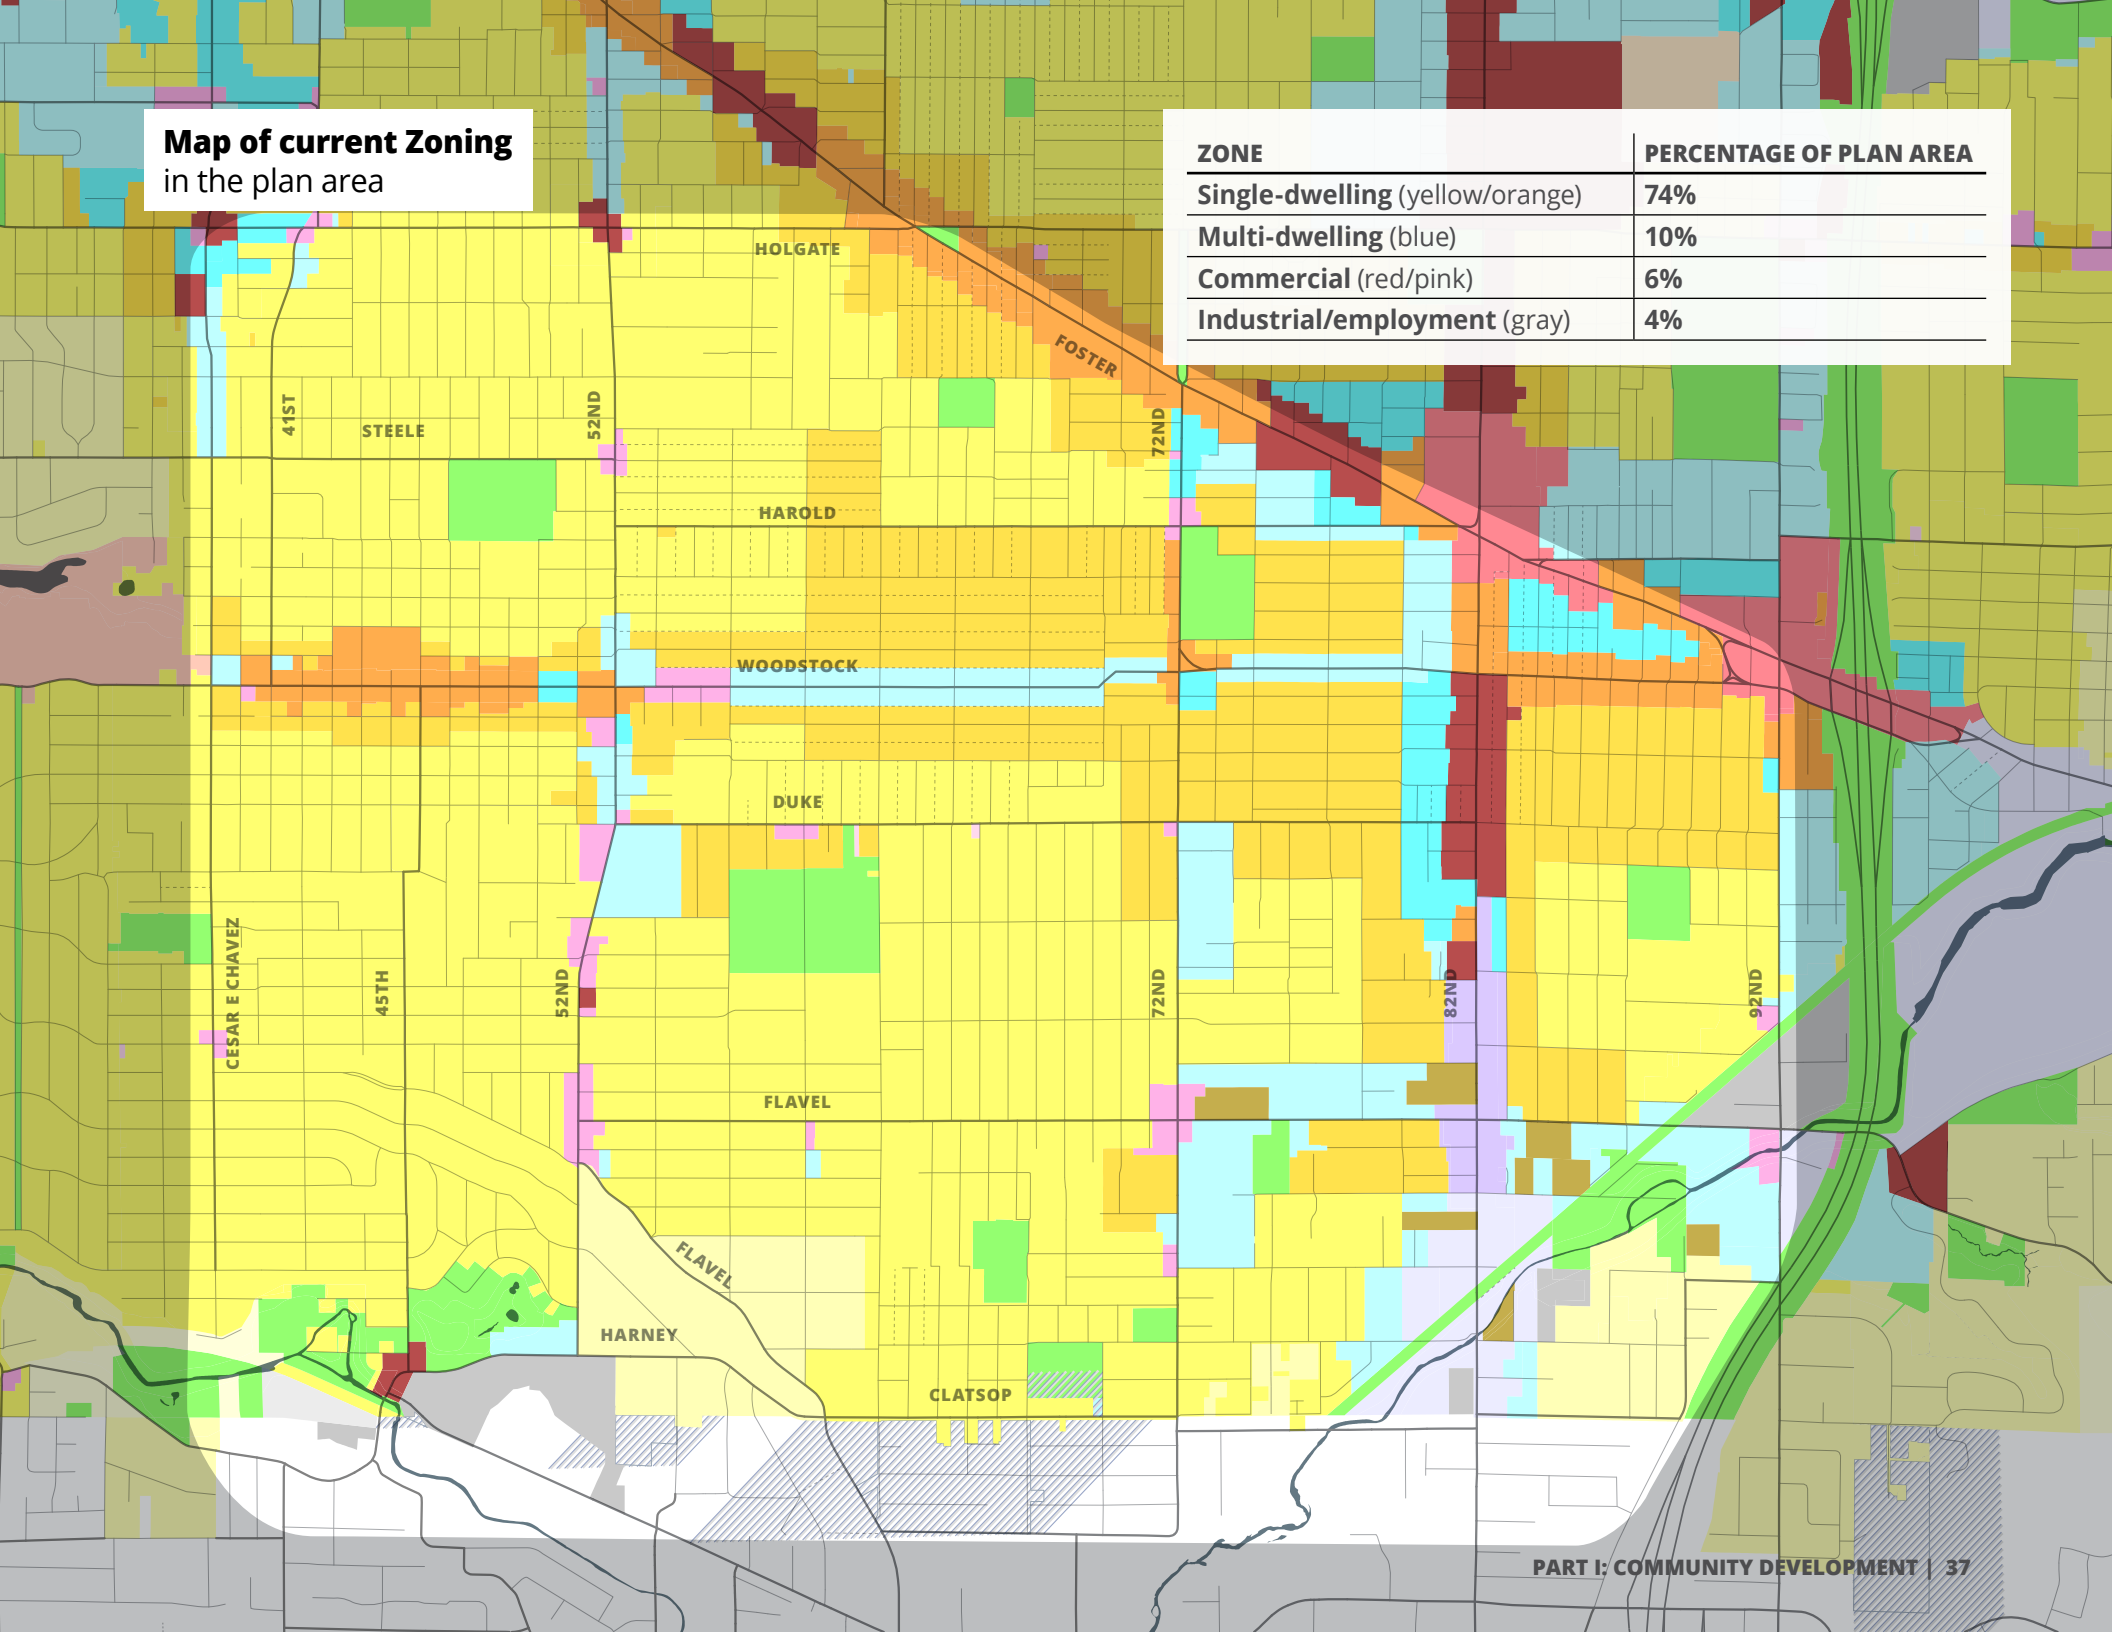 Map of current Zoning
in the plan area
ZONE PERCENTAGE OF PLAN AREA
Single-dwelling (yellow/orange) 74%
Multi-dwelling (blue) 10%
Commercial (red/pink) 6%
Industrial/employment (gray) 4%
HOLGATE
FOSTER
41ST
STEELE
52ND
72ND
HAROLD
WOODSTOCK
DUKE
CESAR E CHAVEZ
45TH
52ND
72ND
82ND
92ND
FLAVEL
FLAVEL
HARNEY
CLATSOP
PART I: COMMUNITY DEVELOPMENT | 37